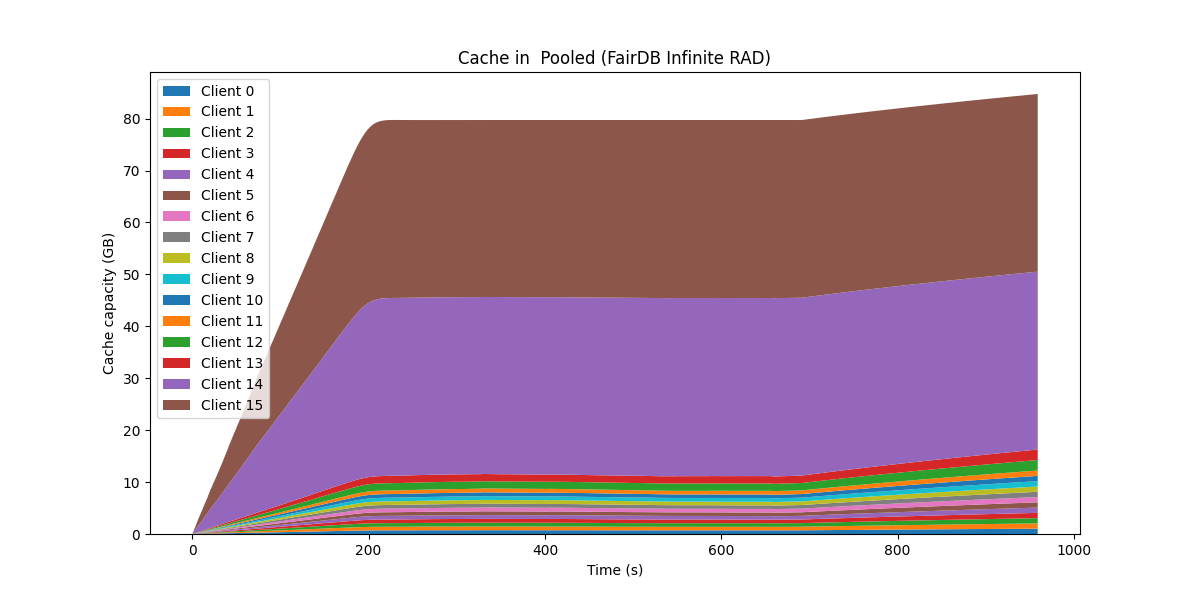 Cache in  Pooled (FairDB Infinite RAD)
Cache capacity (GB)
80
70
60
50
40
30
20
10
0
Client 0
Client 1
Client 2
Client 3
Client 4
Client 5
Client 6
Client 7
Client 8
Client 9
Client 10
Client 11
Client 12
Client 13
Client 14
Client 15
0 200 400 600 800 1000
Time (s)